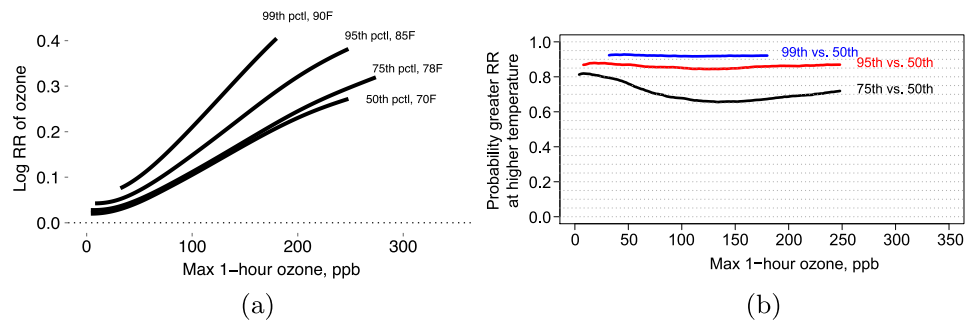 99th pctl, 90F
95th pctl, 85F
75th pctl, 78F
50th pctl, 70F
Log RR of ozone
0.4
0.3
0.2
0.1
0.0
0 100 200 300
Max 1−hour ozone, ppb
(a)
99th vs. 50th
95th vs. 50th
75th vs. 50th
Probability greater RR
at higher temperature
1.0
0.8
0.6
0.4
0.2
0.0
0 50 100 150 200 250 300 350
Max 1−hour ozone, ppb
(b)